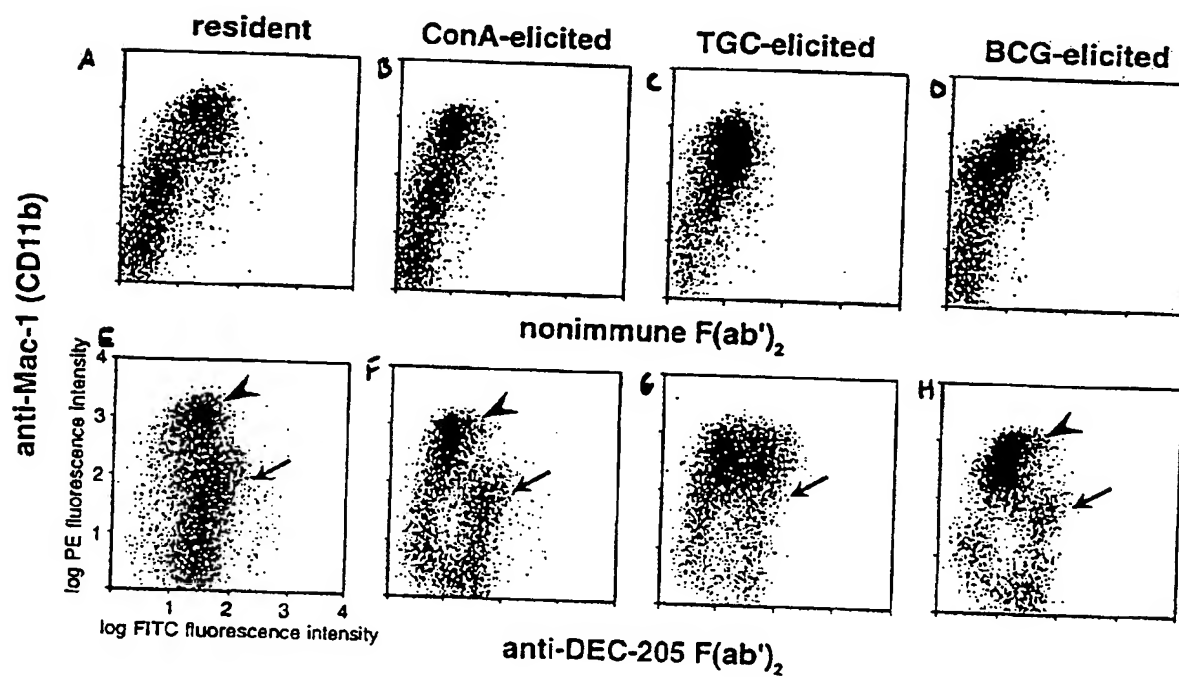 resident
ConA-elicited
TGC-elicited
BCG-elicited
A
B
C
D
anti-Mac-1 (CD11b)
nonimmune F(ab')2
E
F
G
H
log PE fluorescence intensity
4
3
2
1
1 2 3 4
log FITC fluorescence intensity
anti-DEC-205 F(ab')2